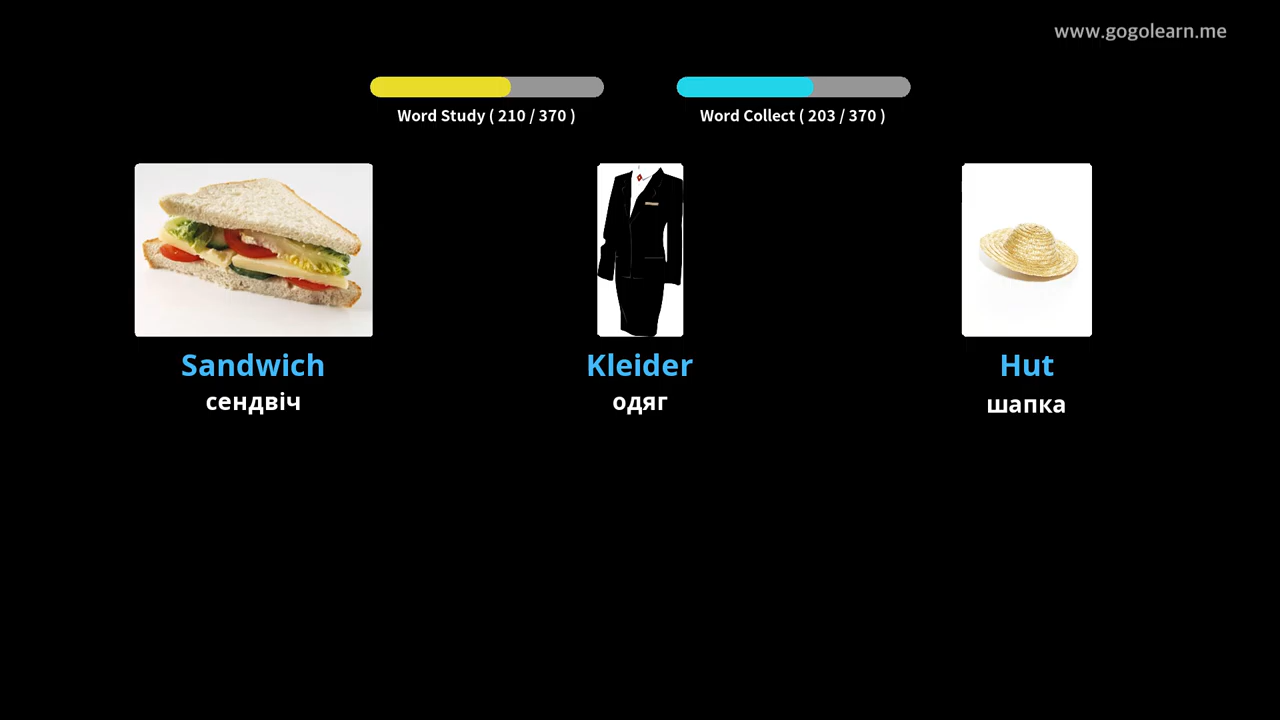 www.gogolearn.me
Word Study ( 210 / 370 )
Word Collect ( 203 / 370 )
Sandwich
сендвіч
Kleider
одяг
Hut
шапка